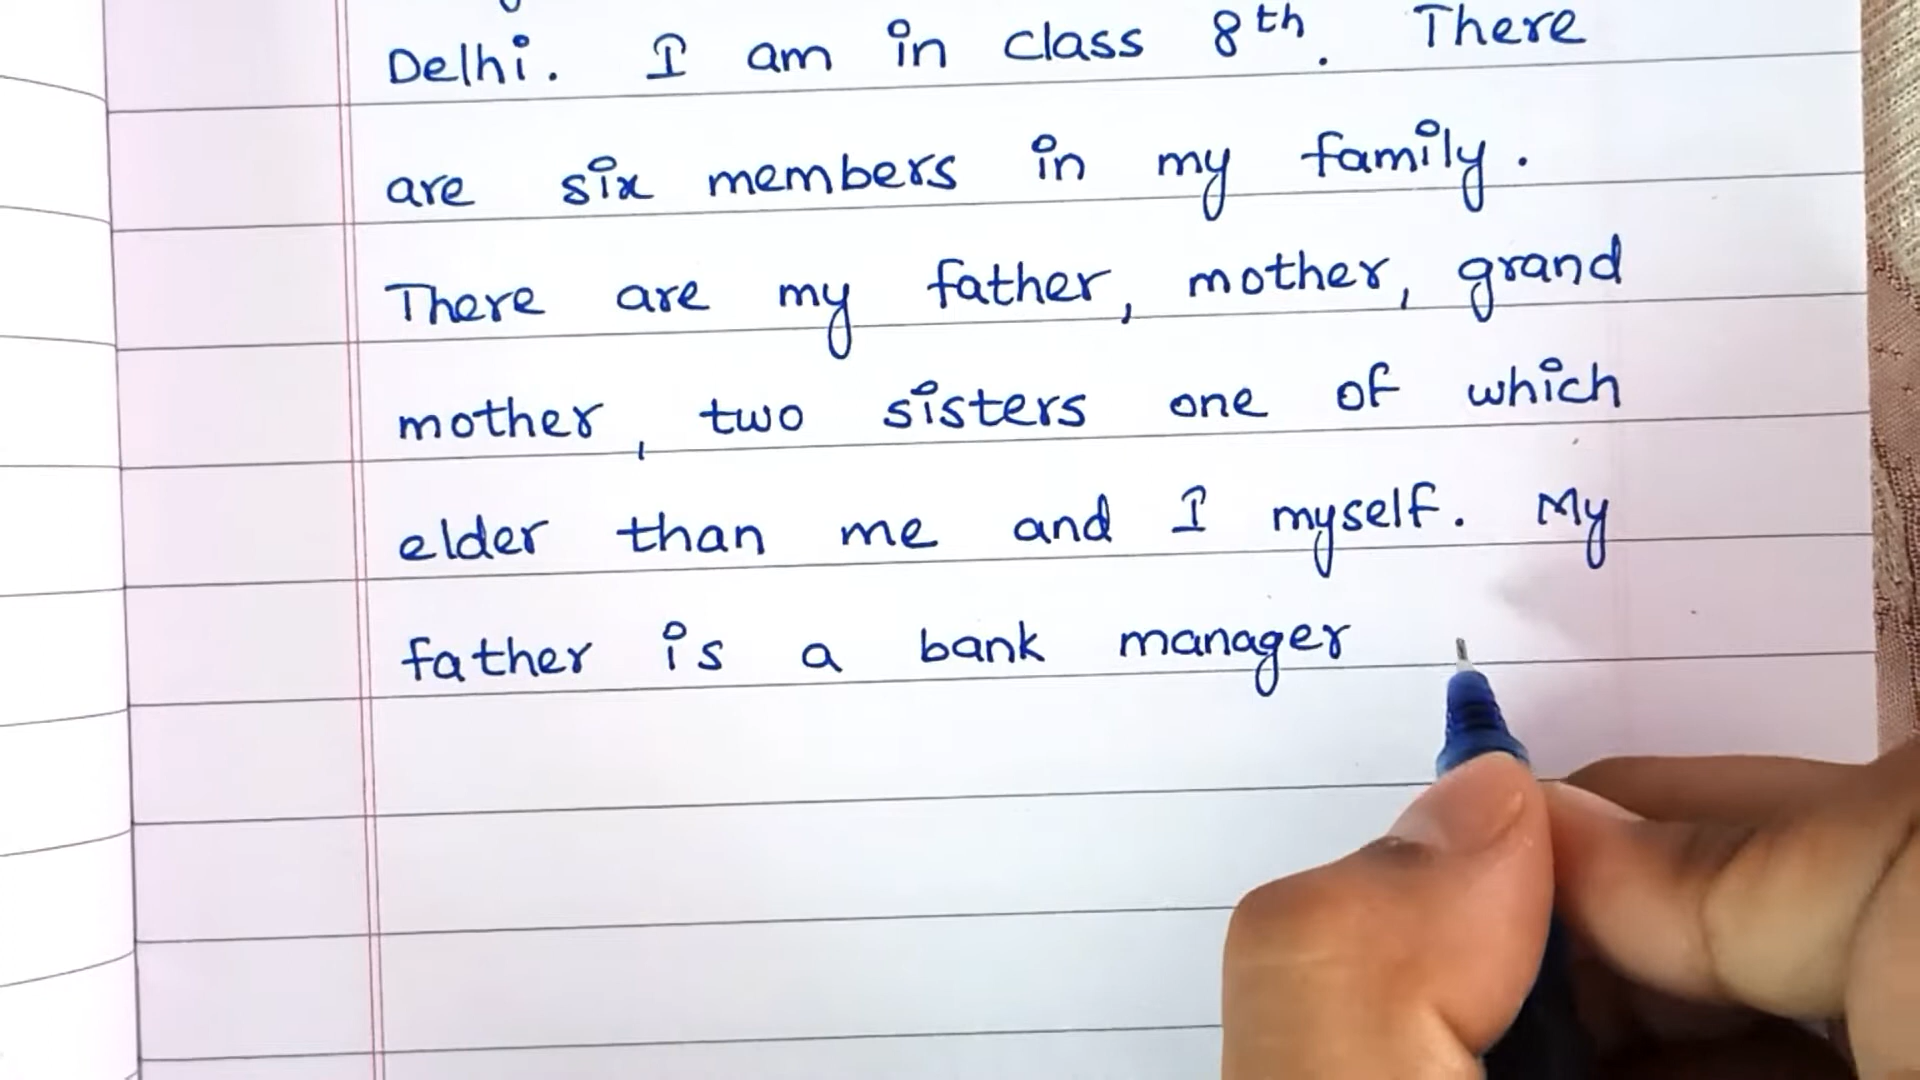 Delhi. I am in class 8th. There
are six members in my family.
There are my father, mother, grand
mother, two sisters one of which
elder than me and I myself. My
father is a bank manager